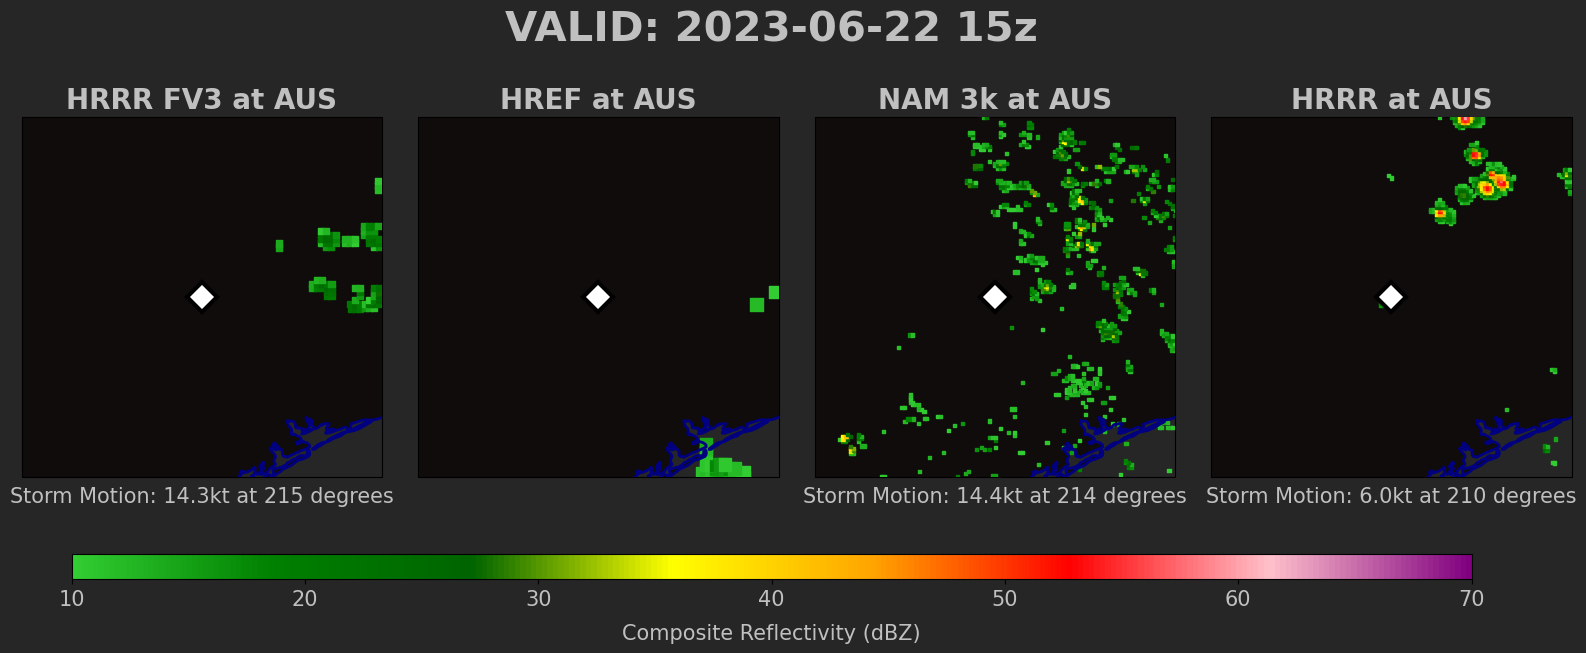 VALID: 2023-06-22 15z
HRRR FV3 at AUS
HREF at AUS
NAM 3k at AUS
HRRR at AUS
Storm Motion: 14.3kt at 215 degrees
Storm Motion: 14.4kt at 214 degrees
Storm Motion: 6.0kt at 210 degrees
10 20 30 40 50 60 70
Composite Reflectivity (dBZ)